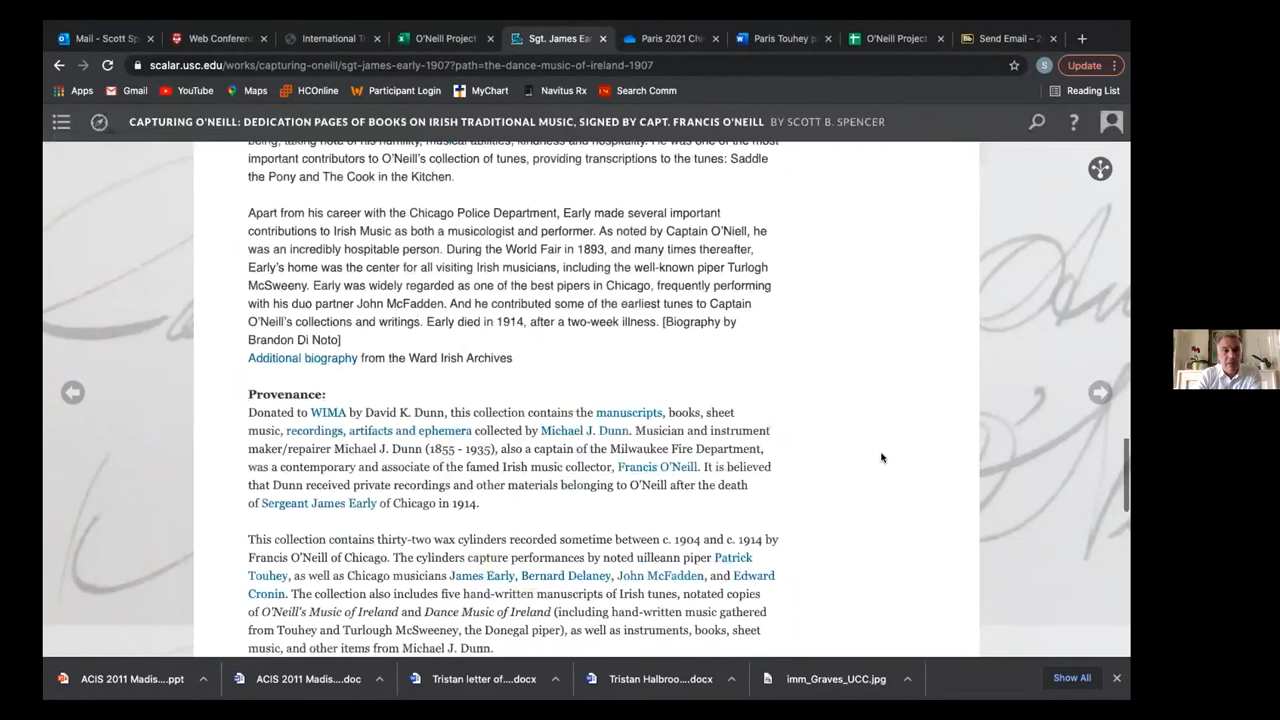 Mail - Scott Sp
Web Conferen
International T
O'Neill Project
Sgt. James Ear
Paris 2021 Chi
Paris Touhey p
O'Neill Project
Send Email – 2
scalar.usc.edu/works/capturing-oneill/sgt-james-early-1907?path=the-dance-music-of-ireland-1907
S
Update
Apps
Gmail
YouTube
Maps
HCOnline
Participant Login
MyChart
Navitus Rx
Search Comm
Reading List
CAPTURING O'NEILL: DEDICATION PAGES OF BOOKS ON IRISH TRADITIONAL MUSIC, SIGNED BY CAPT. FRANCIS O'NEILL BY SCOTT B. SPENCER
being, taking note of his humility, musical abilities, kindness and hospitality. He was one of the most
important contributors to O'Neill's collection of tunes, providing transcriptions to the tunes: Saddle
the Pony and The Cook in the Kitchen.
Apart from his career with the Chicago Police Department, Early made several important
contributions to Irish Music as both a musicologist and performer. As noted by Captain O'Niell, he
was an incredibly hospitable person. During the World Fair in 1893, and many times thereafter,
Early's home was the center for all visiting Irish musicians, including the well-known piper Turlogh
McSweeny. Early was widely regarded as one of the best pipers in Chicago, frequently performing
with his duo partner John McFadden. And he contributed some of the earliest tunes to Captain
O'Neill's collections and writings. Early died in 1914, after a two-week illness. [Biography by
Brandon Di Noto]
Additional biography from the Ward Irish Archives
Provenance:
Donated to WIMA by David K. Dunn, this collection contains the manuscripts, books, sheet
music, recordings, artifacts and ephemera collected by Michael J. Dunn. Musician and instrument
maker/repairer Michael J. Dunn (1855 - 1935), also a captain of the Milwaukee Fire Department,
was a contemporary and associate of the famed Irish music collector, Francis O'Neill. It is believed
that Dunn received private recordings and other materials belonging to O'Neill after the death
of Sergeant James Early of Chicago in 1914.
This collection contains thirty-two wax cylinders recorded sometime between c. 1904 and c. 1914 by
Francis O'Neill of Chicago. The cylinders capture performances by noted uilleann piper Patrick
Touhey, as well as Chicago musicians James Early, Bernard Delaney, John McFadden, and Edward
Cronin. The collection also includes five hand-written manuscripts of Irish tunes, notated copies
of O'Neill's Music of Ireland and Dance Music of Ireland (including hand-written music gathered
from Touhey and Turlough McSweeney, the Donegal piper), as well as instruments, books, sheet
music, and other items from Michael J. Dunn.
ACIS 2011 Madis....ppt
ACIS 2011 Madis....doc
Tristan letter of....docx
Tristan Halbroo....docx
imm_Graves_UCC.jpg
Show All